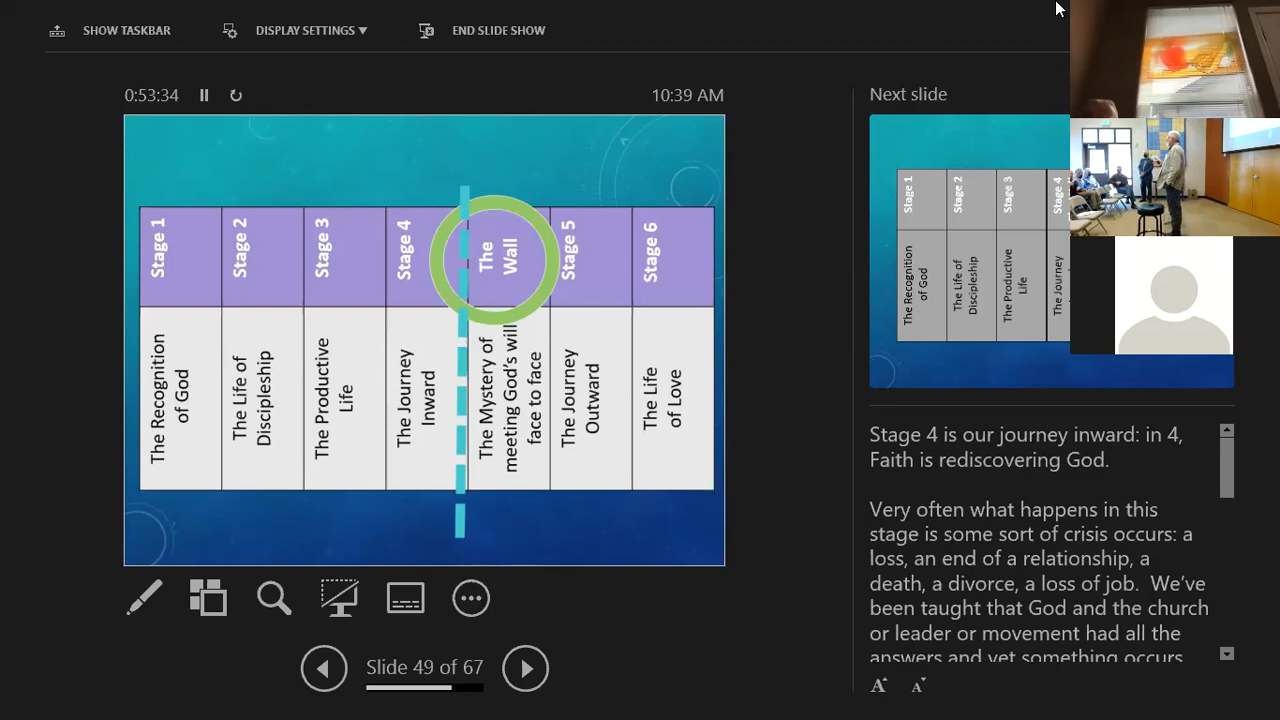 SHOW TASKBAR
DISPLAY SETTINGS
END SLIDE SHOW
0:53:34
10:39 AM
Stage 1
Stage 2
Stage 3
Stage 4
The
Wall
Stage 5
Stage 6
The Recognition
of God
The Life of
Discipleship
The Productive
Life
The Journey
Inward
The Mystery of
meeting God's will
face to face
The Journey
Outward
The Life
of Love
Slide 49 of 67
Next slide
Stage 1
Stage 2
Stage 3
Stage 4
The Recognition
of God
The Life of
Discipleship
The Productive
Life
The Journey
Stage 4 is our journey inward: in 4,
Faith is rediscovering God.
Very often what happens in this
stage is some sort of crisis occurs: a
loss, an end of a relationship, a
death, a divorce, a loss of job. We've
been taught that God and the church
or leader or movement had all the
answers and yet something occurs
A
A